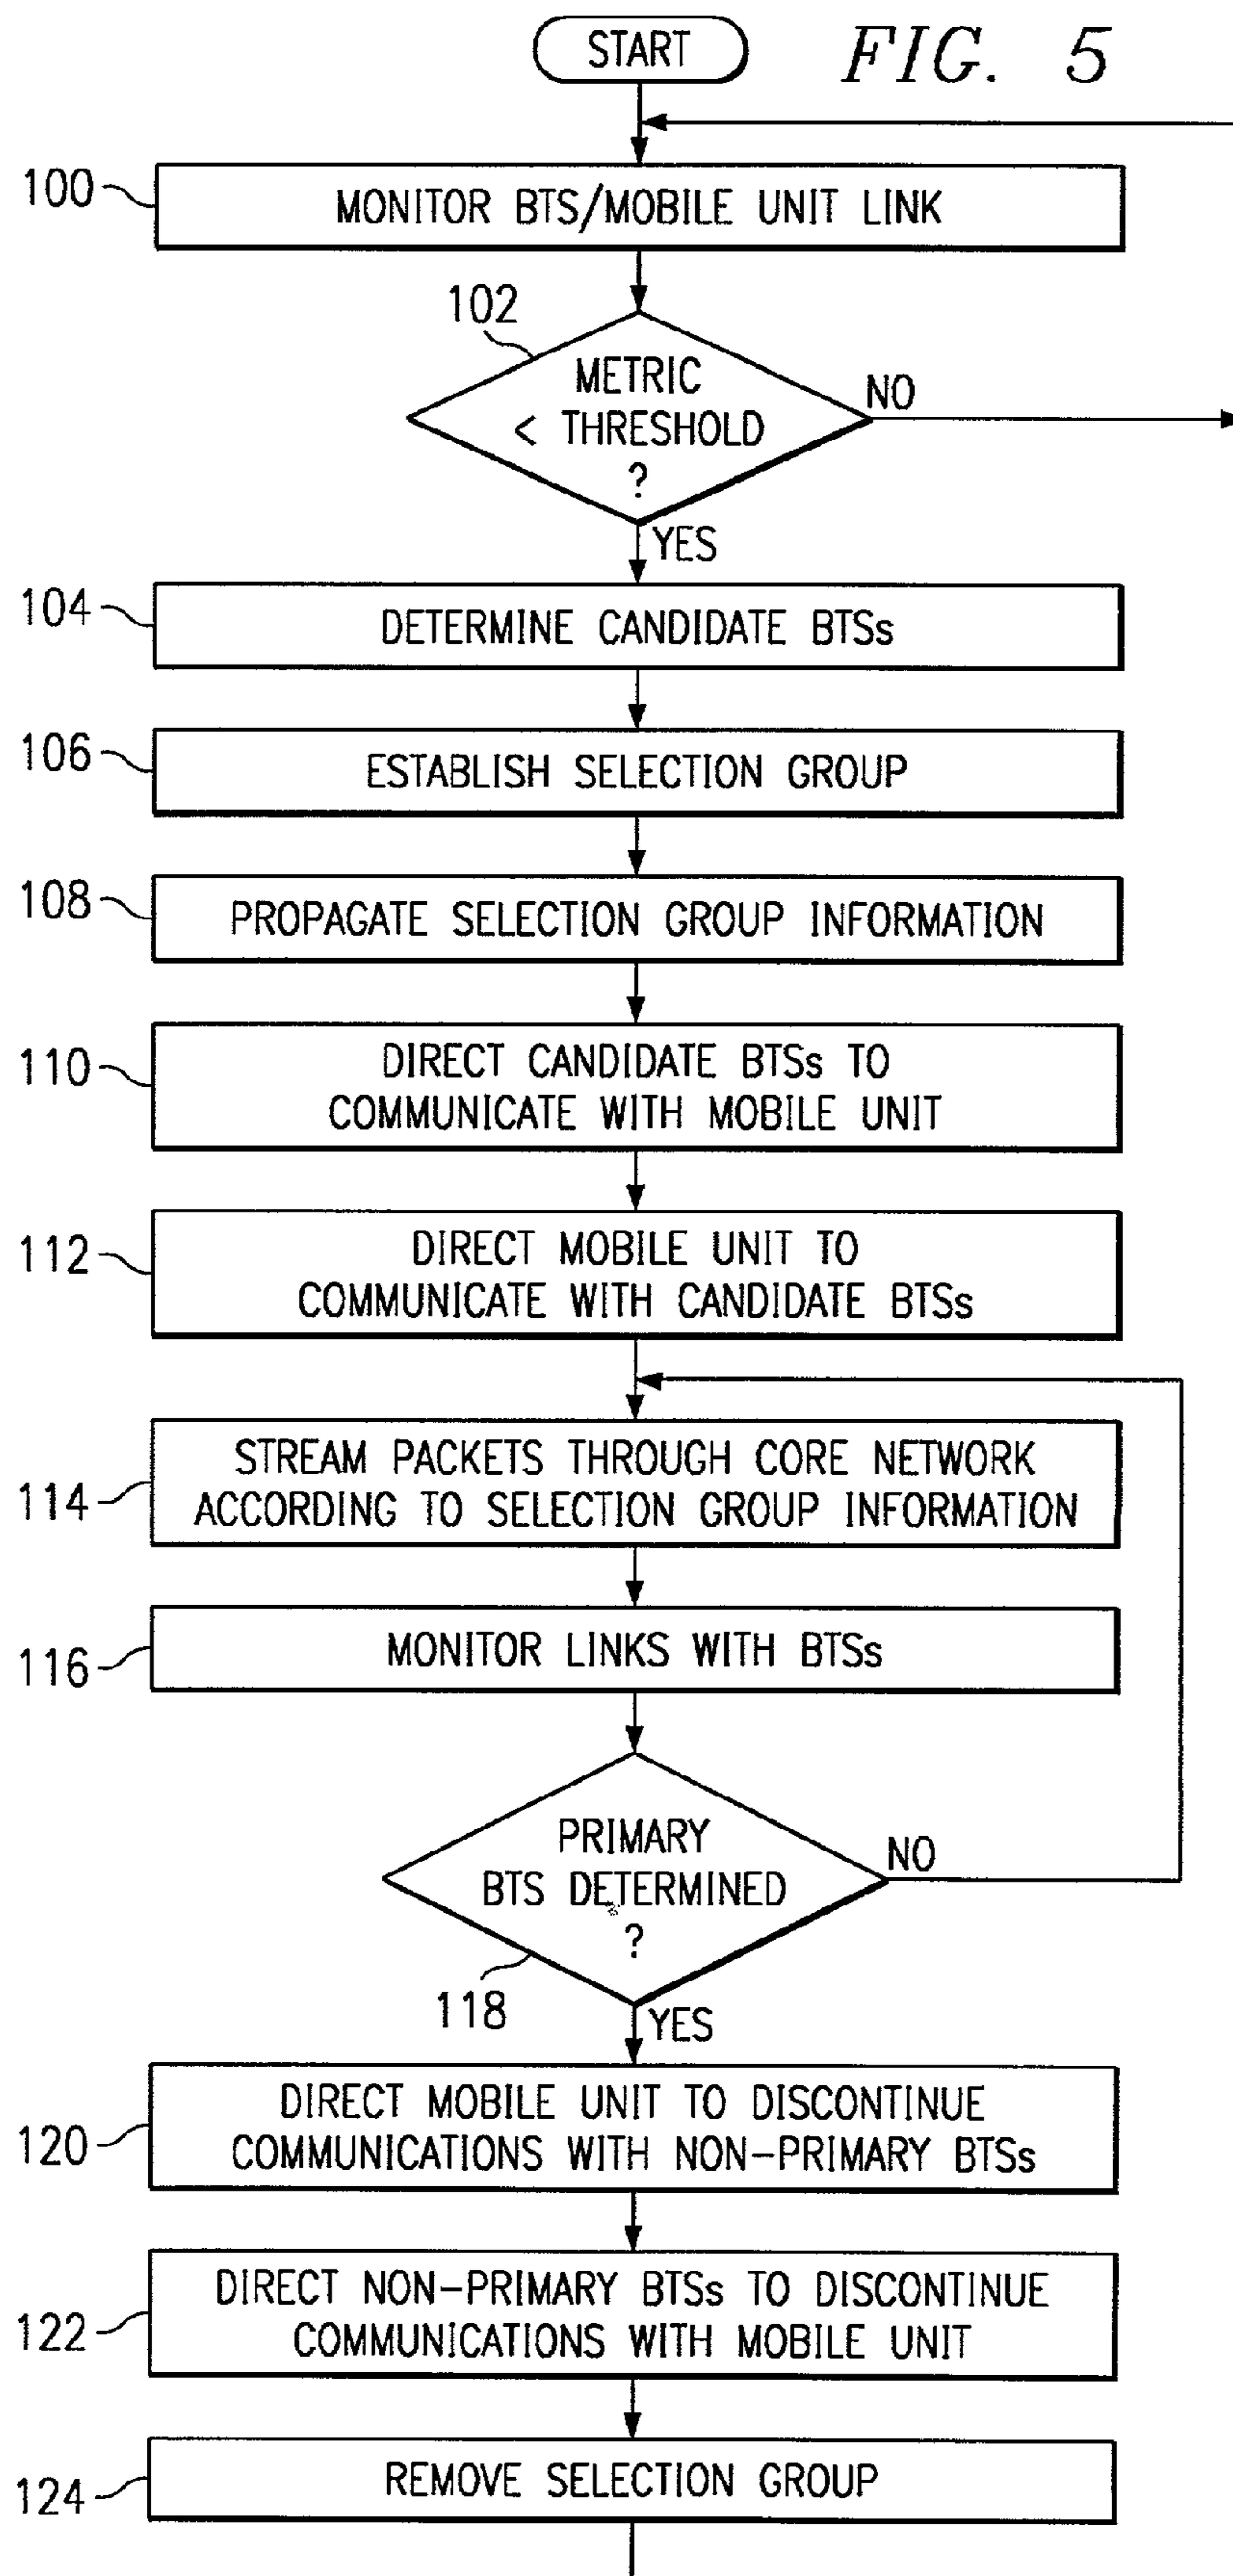 START
FIG. 5
100
MONITOR BTS/MOBILE UNIT LINK
102
METRIC
< THRESHOLD
?
NO
YES
104
DETERMINE CANDIDATE BTSs
106
ESTABLISH SELECTION GROUP
108
PROPAGATE SELECTION GROUP INFORMATION
110
DIRECT CANDIDATE BTSs TO
COMMUNICATE WITH MOBILE UNIT
112
DIRECT MOBILE UNIT TO
COMMUNICATE WITH CANDIDATE BTSs
114
STREAM PACKETS THROUGH CORE NETWORK
ACCORDING TO SELECTION GROUP INFORMATION
116
MONITOR LINKS WITH BTSs
PRIMARY
BTS DETERMINED
?
NO
118
YES
120
DIRECT MOBILE UNIT TO DISCONTINUE
COMMUNICATIONS WITH NON-PRIMARY BTSs
122
DIRECT NON-PRIMARY BTSs TO DISCONTINUE
COMMUNICATIONS WITH MOBILE UNIT
124
REMOVE SELECTION GROUP